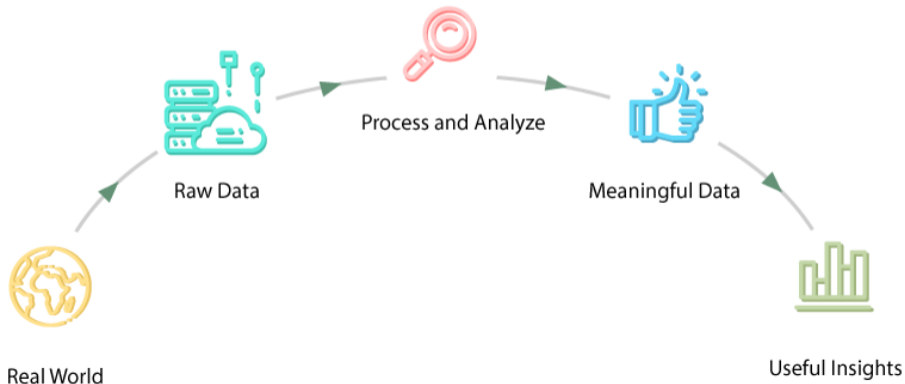 Real World
Raw Data
Process and Analyze
Meaningful Data
Useful Insights